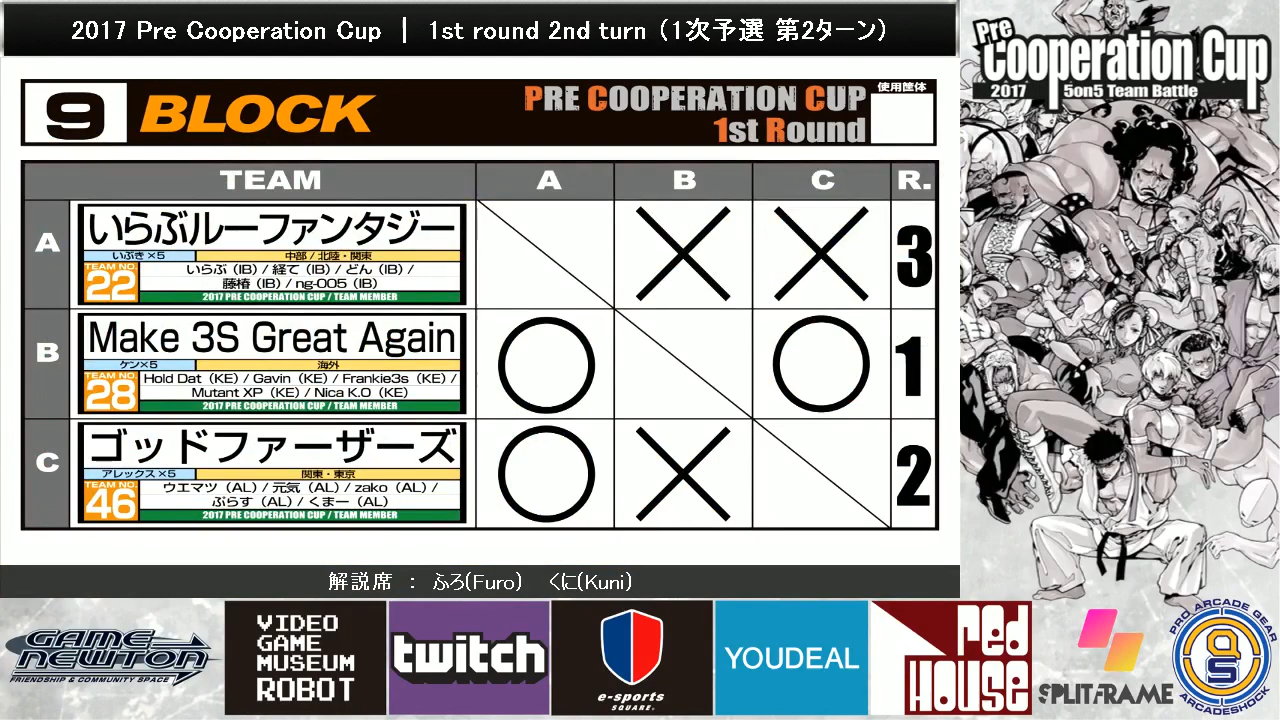 2017 Pre Cooperation Cup ｜ 1st round 2nd turn（1次予選 第2ターン）
9 BLOCK
PRE COOPERATION CUP
1st Round
使用筐体
TEAM A B C R.
A
いらぶルーファンタジー
いぶき×5 中部 / 北陸・関東
TEAM NO.
22
いらぶ（IB）/ 経て（IB）/ どん（IB）/
藤椿（IB）/ ng-005（IB）
2017 PRE COOPERATION CUP / TEAM MEMBER
× × 3
B
Make 3S Great Again
ケン×5 海外
TEAM NO.
28
Hold Dat（KE）/ Gavin（KE）/ Frankie3s（KE）/
Mutant XP（KE）/ Nica K.O（KE）
2017 PRE COOPERATION CUP / TEAM MEMBER
○ ○ 1
C
ゴッドファーザーズ
アレックス×5 関東・東京
TEAM NO.
46
ウエマツ（AL）/ 元気（AL）/ zako（AL）/
ぷらす（AL）/ くまー（AL）
2017 PRE COOPERATION CUP / TEAM MEMBER
○ × 2
解説席 ： ふろ(Furo) くに(Kuni)
Pre
Cooperation Cup
2017 5on5 Team Battle
GAME
NEWTON
FRIENDSHIP & COMMUNITY SPACE
VIDEO
GAME
MUSEUM
ROBOT
twitch
e-sports
SQUARE.
YOUDEAL
red
HOUSE
SPLITFRAME
PRO ARCADE GEAR
AS
ARCADESHOCK